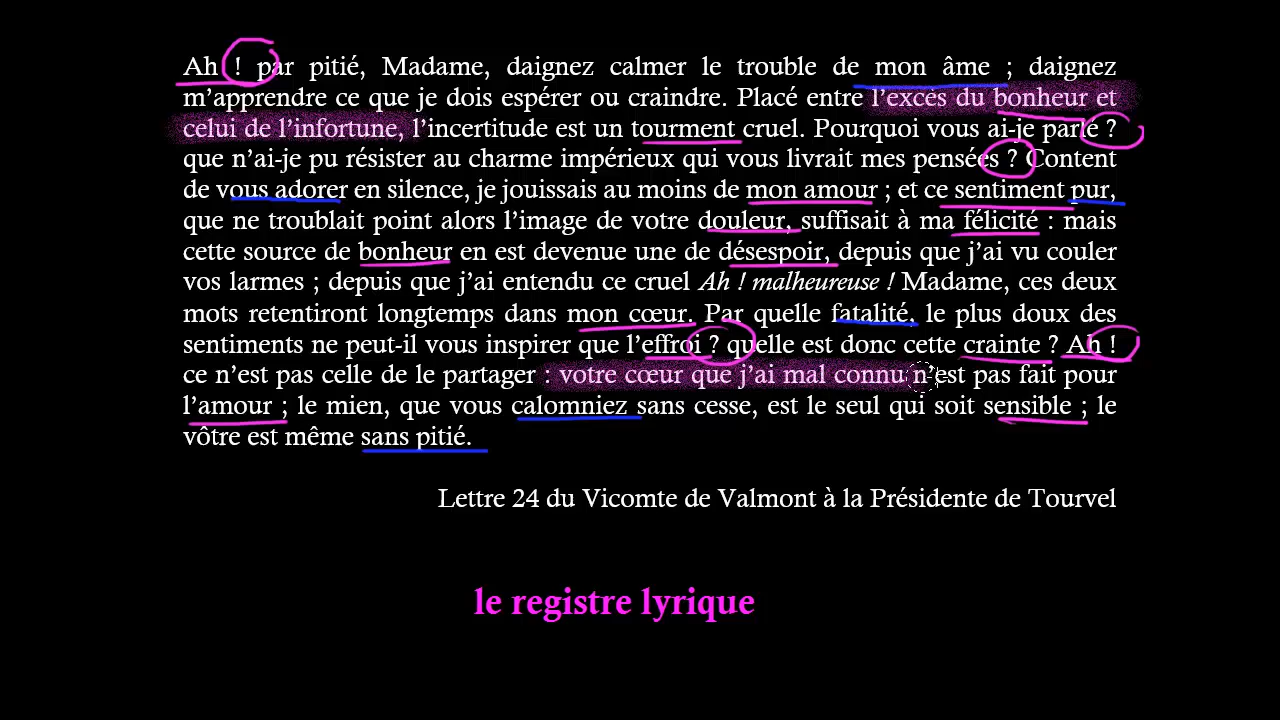 Ah ! par pitié, Madame, daignez calmer le trouble de mon âme ; daignez
m’apprendre ce que je dois espérer ou craindre. Placé entre l’excès du bonheur et
celui de l’infortune, l’incertitude est un tourment cruel. Pourquoi vous ai-je parlé ?
que n’ai-je pu résister au charme impérieux qui vous livrait mes pensées ? Content
de vous adorer en silence, je jouissais au moins de mon amour ; et ce sentiment pur,
que ne troublait point alors l’image de votre douleur, suffisait à ma félicité : mais
cette source de bonheur en est devenue une de désespoir, depuis que j’ai vu couler
vos larmes ; depuis que j’ai entendu ce cruel Ah ! malheureuse ! Madame, ces deux
mots retentiront longtemps dans mon cœur. Par quelle fatalité, le plus doux des
sentiments ne peut-il vous inspirer que l’effroi ? quelle est donc cette crainte ? Ah !
ce n’est pas celle de le partager : votre cœur que j’ai mal connu n’est pas fait pour
l’amour ; le mien, que vous calomniez sans cesse, est le seul qui soit sensible ; le
vôtre est même sans pitié.
Lettre 24 du Vicomte de Valmont à la Présidente de Tourvel
le registre lyrique